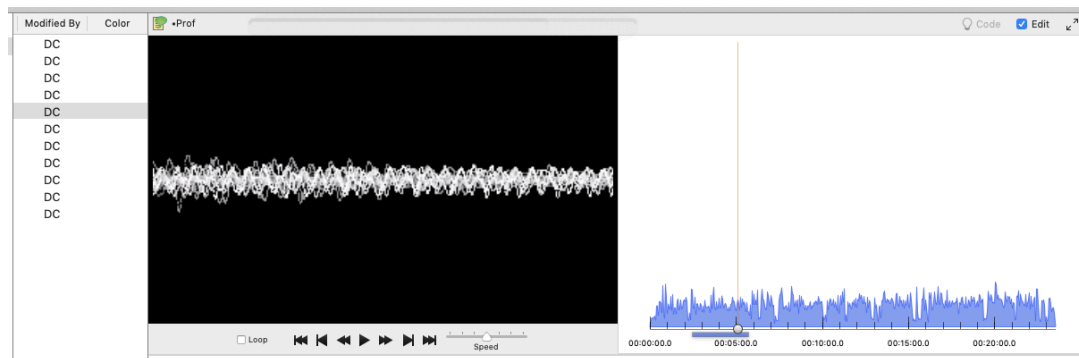 Modified By Color •Prof Code Edit
DC
DC
DC
DC
DC
DC
DC
DC
DC
DC
DC
Loop Speed 00:00:00.0 00:05:00.0 00:10:00.0 00:15:00.0 00:20:00.0